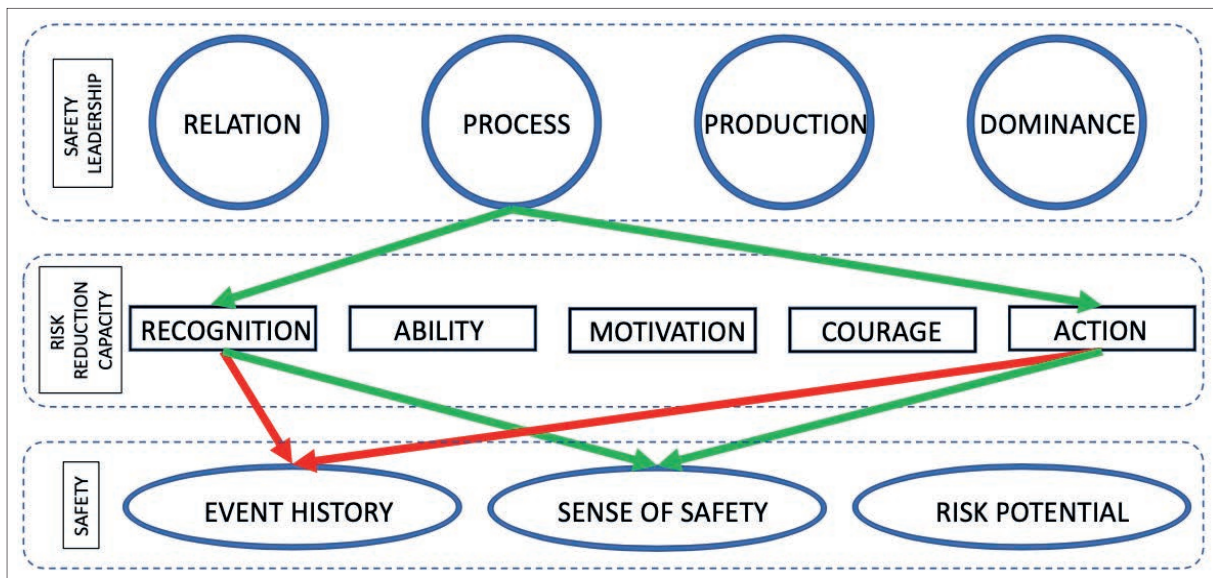 SAFETY
LEADERSHIP
RELATION
PROCESS
PRODUCTION
DOMINANCE
RISK
REDUCTION
CAPACITY
RECOGNITION
ABILITY
MOTIVATION
COURAGE
ACTION
SAFETY
EVENT HISTORY
SENSE OF SAFETY
RISK POTENTIAL